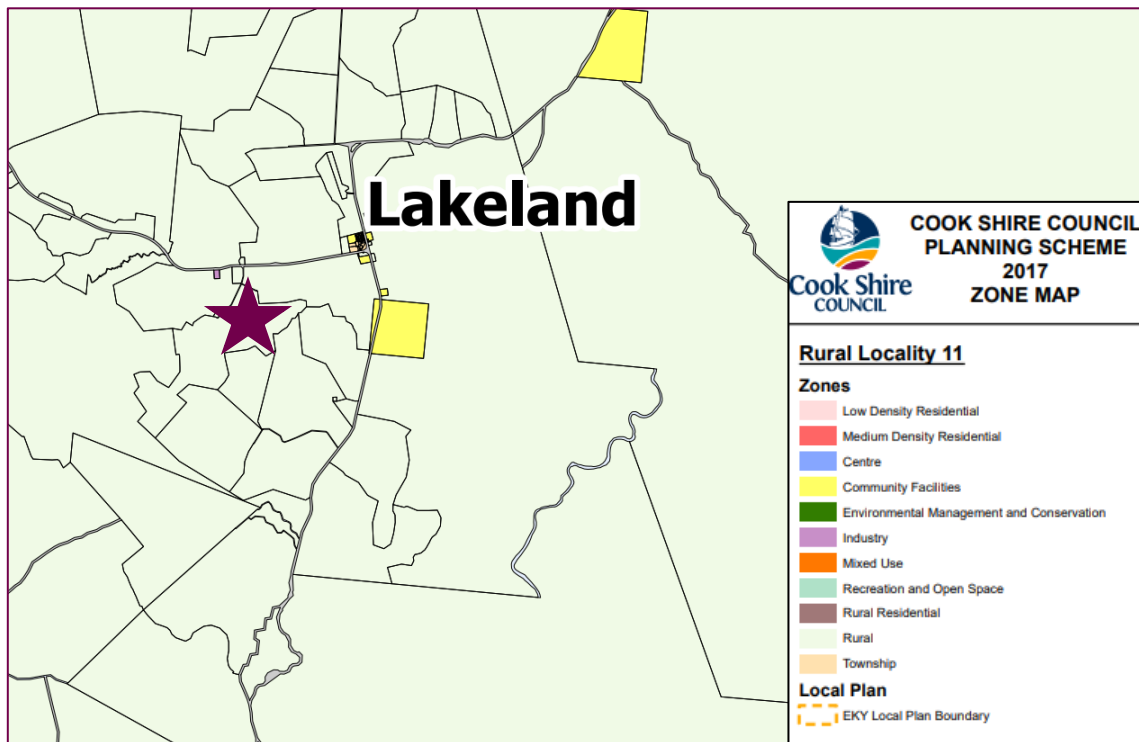 Lakeland
Cook Shire
COUNCIL
COOK SHIRE COUNCIL
PLANNING SCHEME
2017
ZONE MAP
Rural Locality 11
Zones
Low Density Residential
Medium Density Residential
Centre
Community Facilities
Environmental Management and Conservation
Industry
Mixed Use
Recreation and Open Space
Rural Residential
Rural
Township
Local Plan
EKY Local Plan Boundary